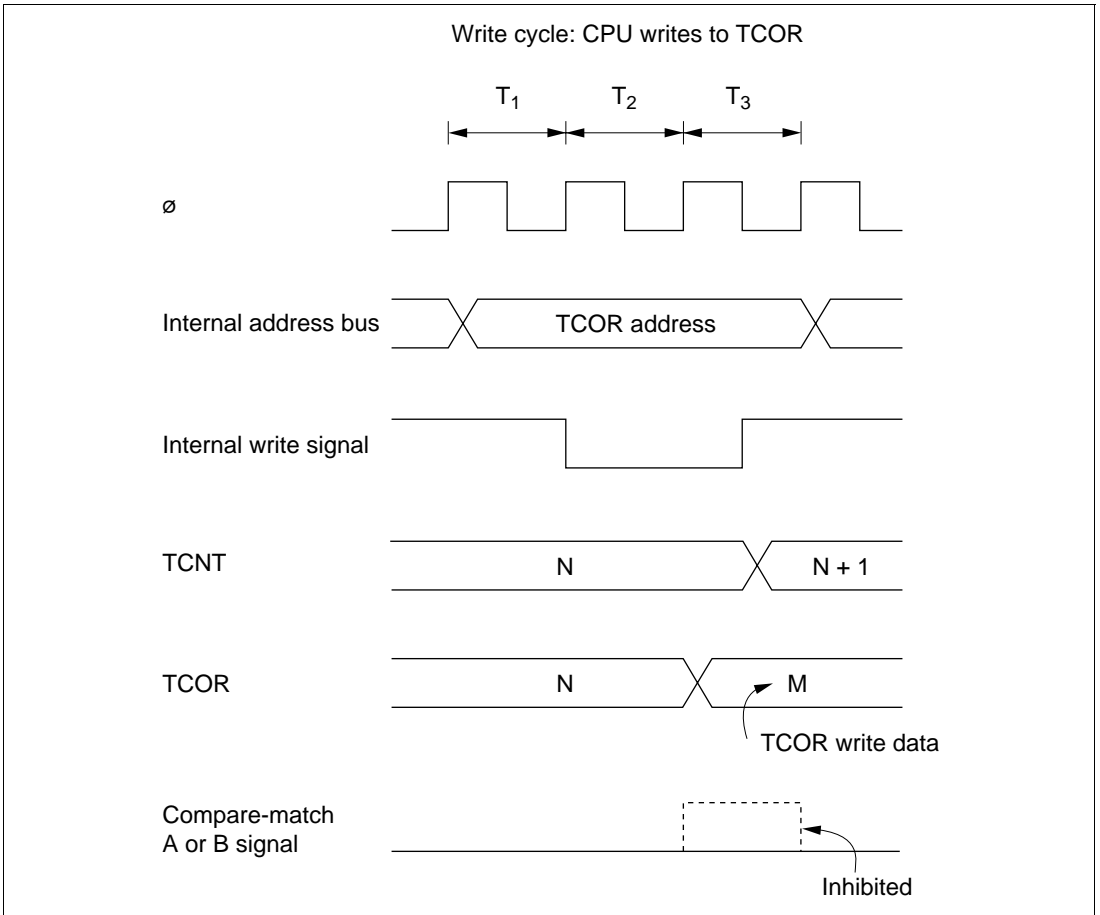 Write cycle: CPU writes to TCOR
T1 T2 T3
ø
Internal address bus
TCOR address
Internal write signal
TCNT
N
N + 1
TCOR
N
M
TCOR write data
Compare-match
A or B signal
Inhibited